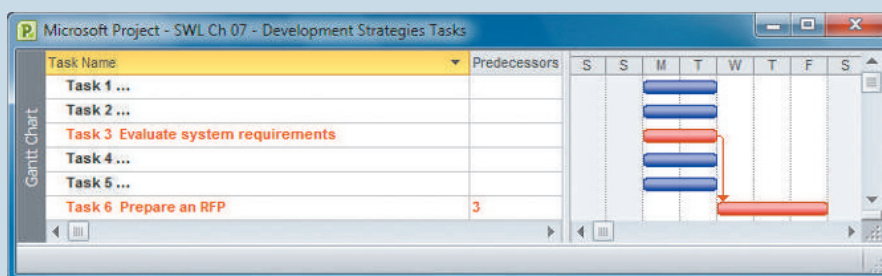 Microsoft Project - SWL Ch 07 - Development Strategies Tasks
Task Name Predecessors S S M T W T F S
Task 1 ...
Task 2 ...
Task 3 Evaluate system requirements
Task 4 ...
Task 5 ...
Task 6 Prepare an RFP 3
Gantt Chart